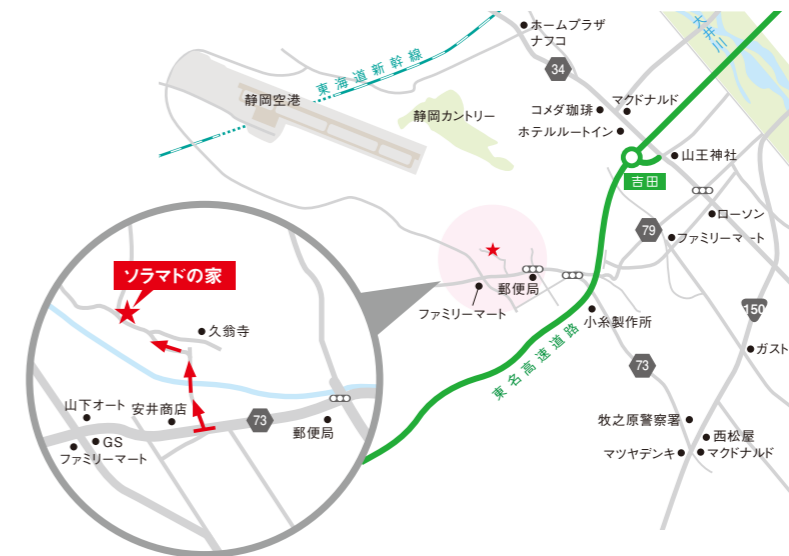 ホームプラザ
ナフコ
大井川
東海道新幹線
34
静岡空港
コメダ珈琲
マクドナルド
静岡カントリー
ホテルルートイン
山王神社
吉田
ローソン
79
ファミリーマート
ソラマドの家
郵便局
ファミリーマート
150
小糸製作所
久翁寺
東名高速道路
ガスト
73
山下オート
安井商店
73
郵便局
牧之原警察署
GS
西松屋
ファミリーマート
マツヤデンキ
マクドナルド